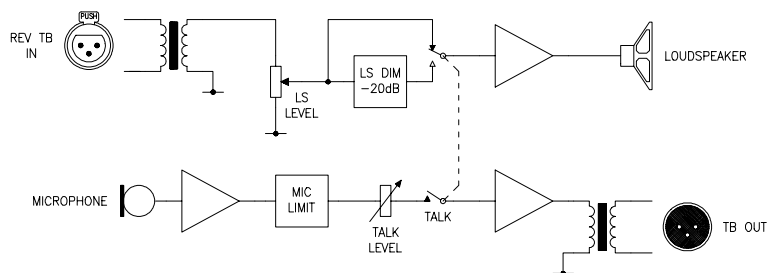 PUSH
REV TB
IN
LS DIM
-20dB
LS
LEVEL
LOUDSPEAKER
MICROPHONE
MIC
LIMIT
TALK
LEVEL
TALK
TB OUT